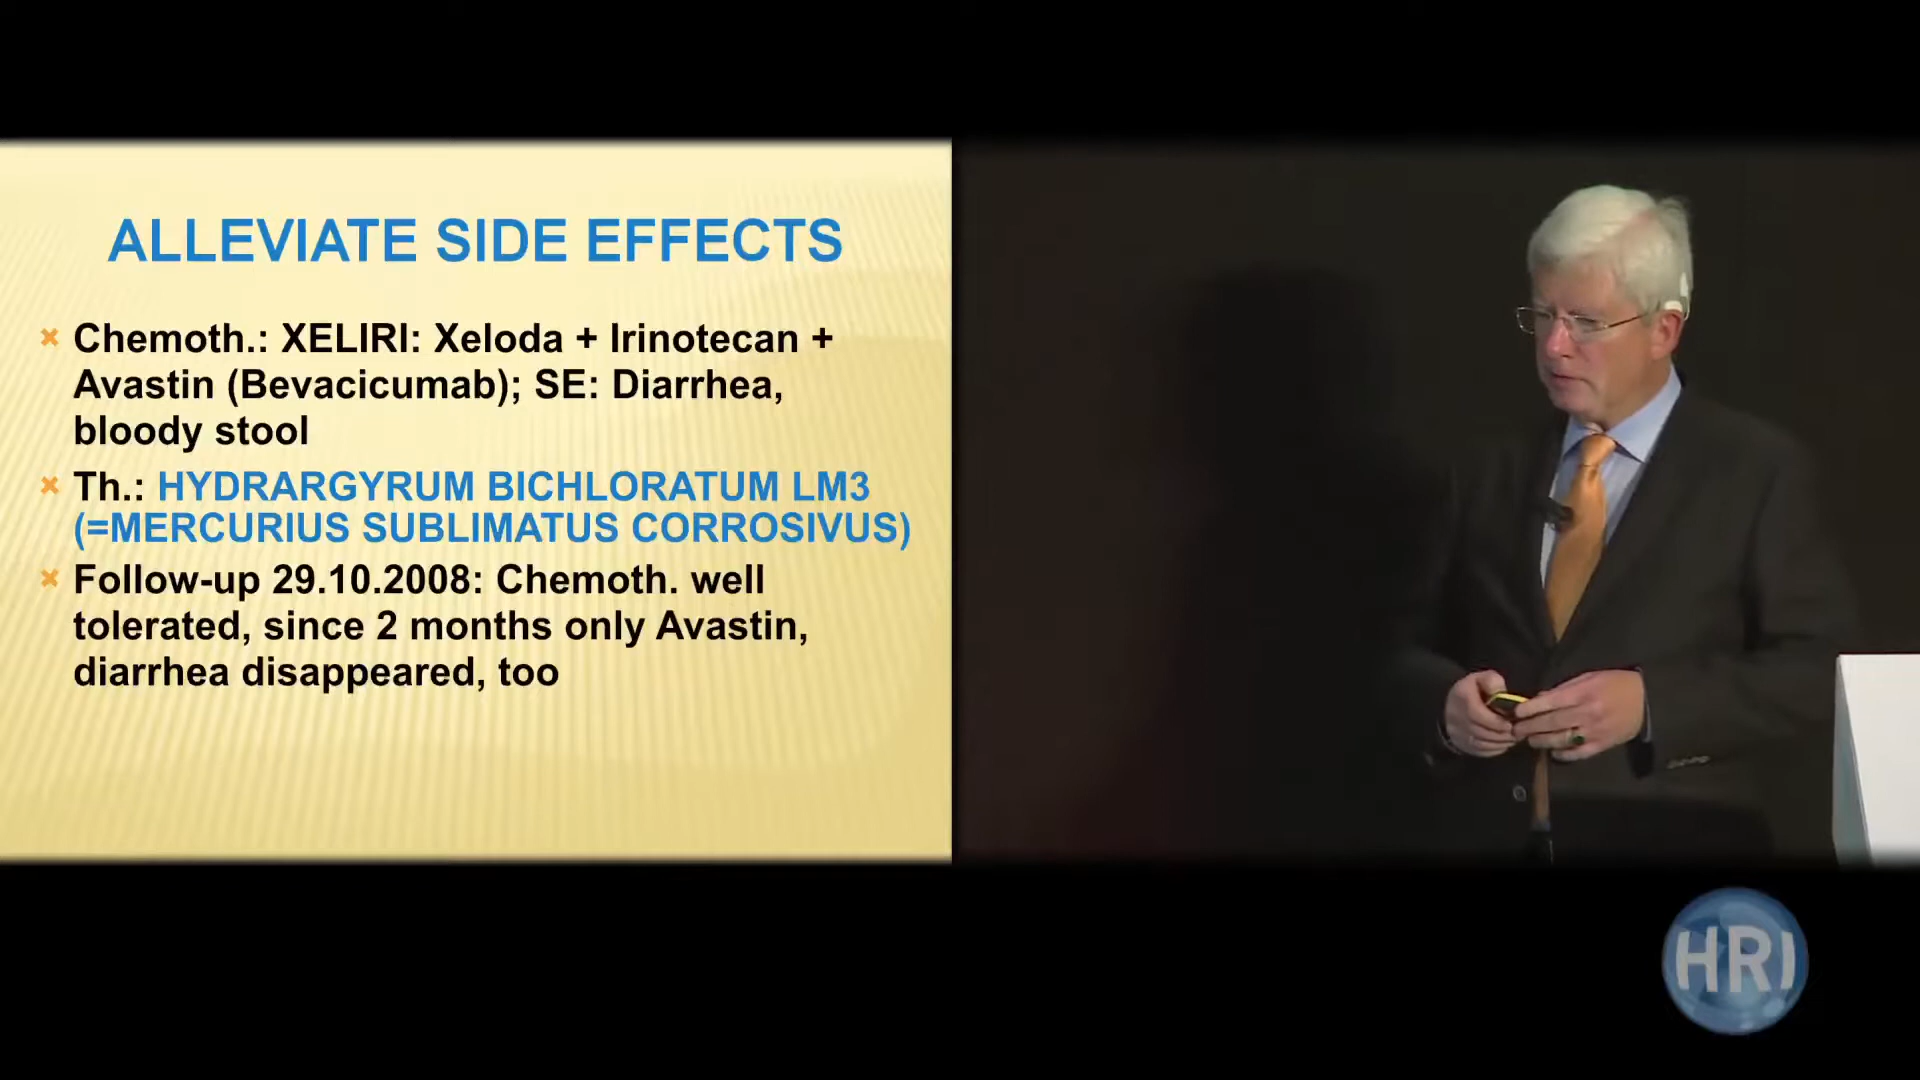 ALLEVIATE SIDE EFFECTS
Chemoth.: XELIRI: Xeloda + Irinotecan +
Avastin (Bevacicumab); SE: Diarrhea,
bloody stool
Th.: HYDRARGYRUM BICHLORATUM LM3
(=MERCURIUS SUBLIMATUS CORROSIVUS)
Follow-up 29.10.2008: Chemoth. well
tolerated, since 2 months only Avastin,
diarrhea disappeared, too
HRI